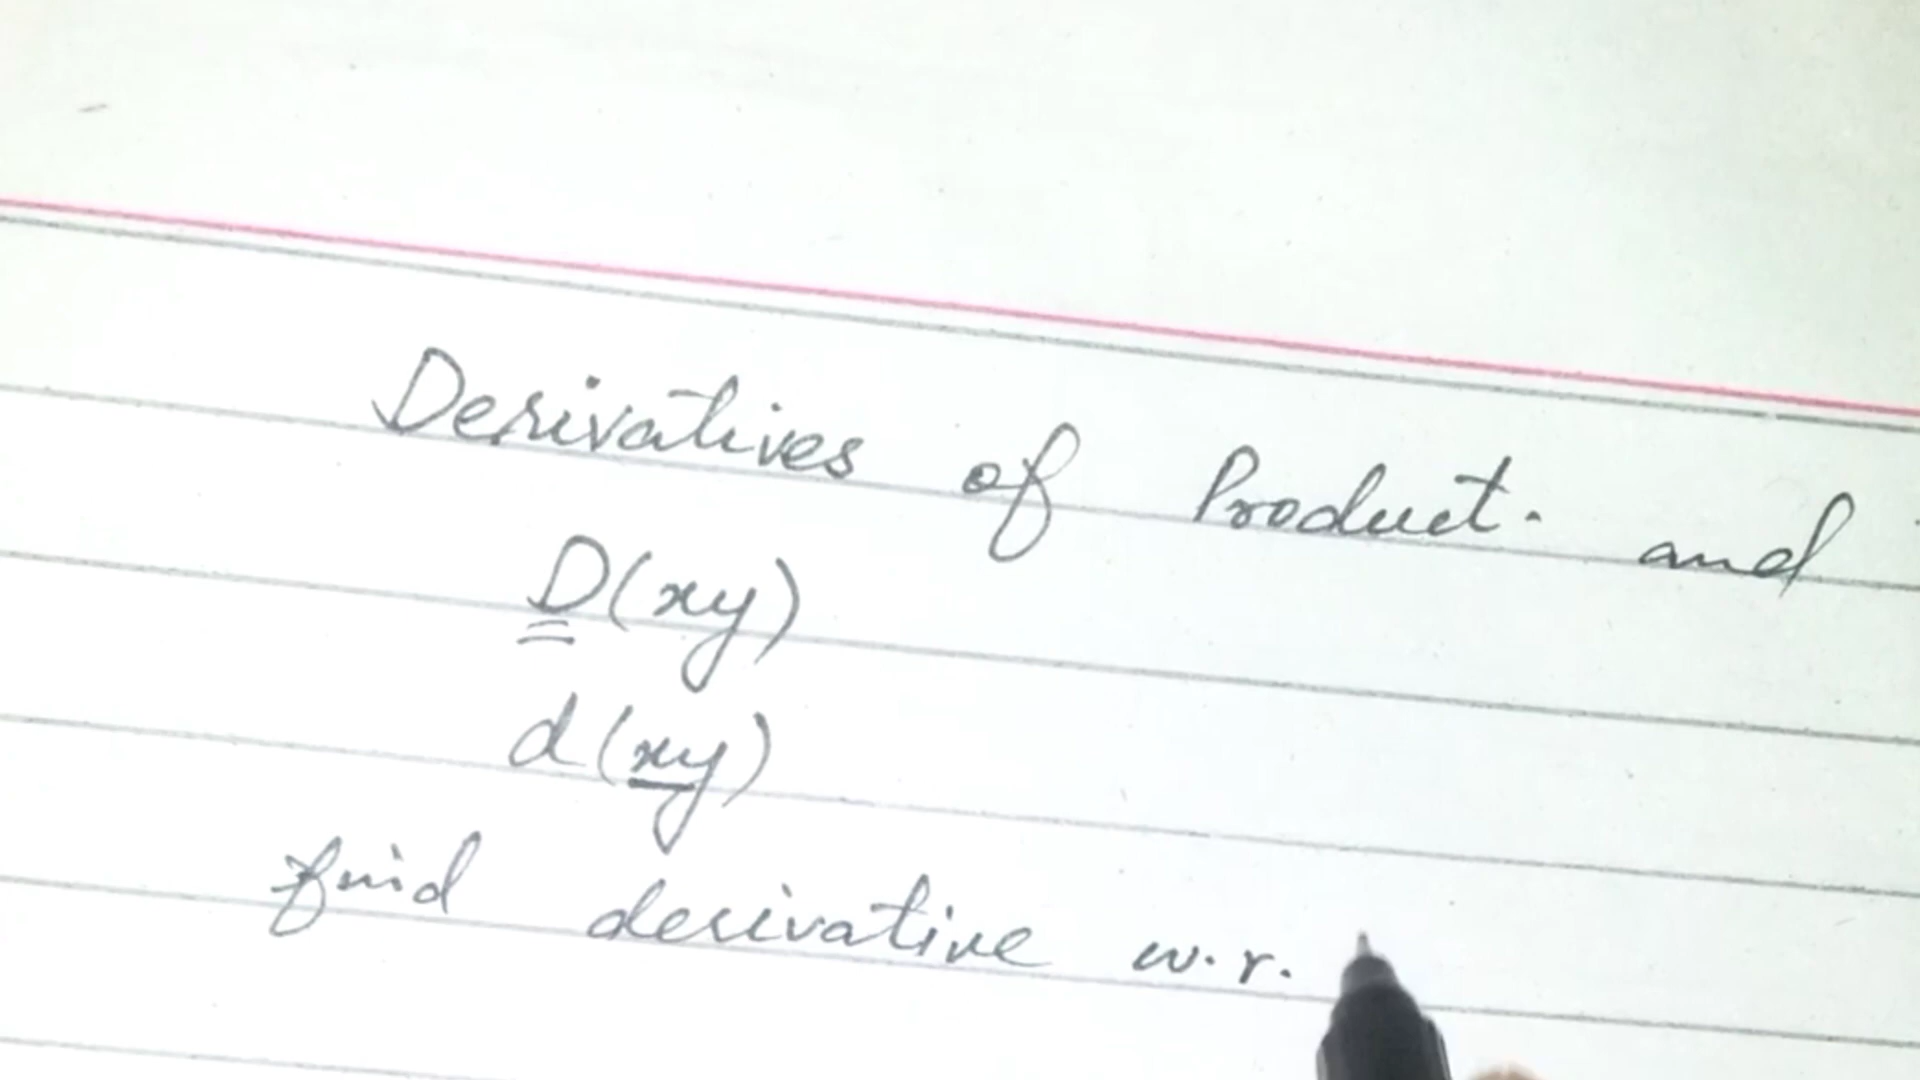 Derivatives of Product. and
D(xy)
d(xy)
find derivative w.r.